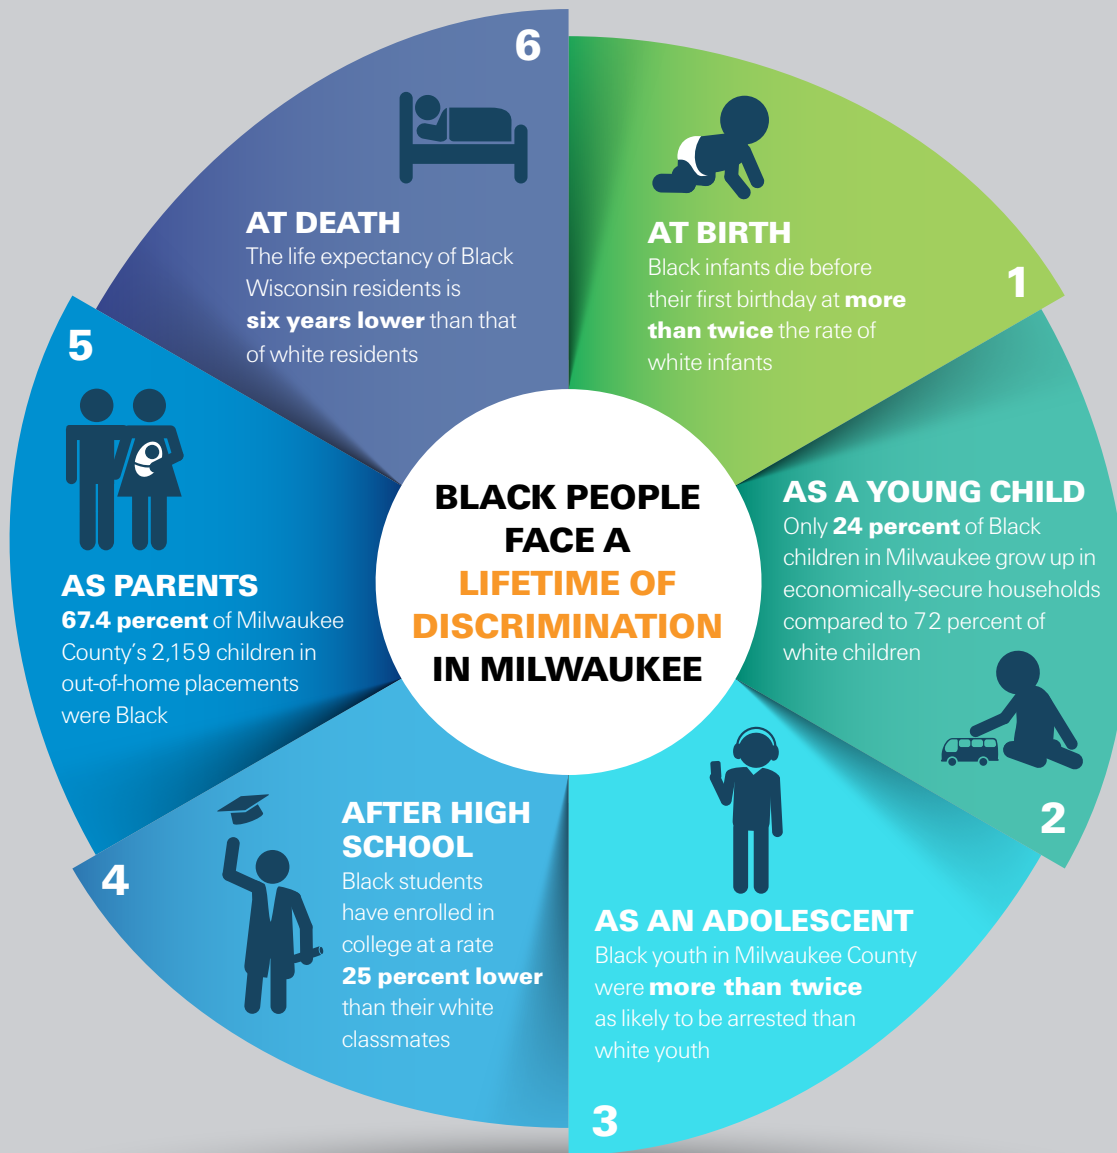 BLACK PEOPLE
FACE A
LIFETIME OF
DISCRIMINATION
IN MILWAUKEE
1
AT BIRTH
Black infants die before
their first birthday at more
than twice the rate of
white infants
AS A YOUNG CHILD
Only 24 percent of Black
children in Milwaukee grow up in
economically-secure households
compared to 72 percent of
white children
2
AS AN ADOLESCENT
Black youth in Milwaukee County
were more than twice
as likely to be arrested than
white youth
3
4
AFTER HIGH
SCHOOL
Black students
have enrolled in
college at a rate
25 percent lower
than their white
classmates
5
AS PARENTS
67.4 percent of Milwaukee
County's 2,159 children in
out-of-home placements
were Black
6
AT DEATH
The life expectancy of Black
Wisconsin residents is
six years lower than that
of white residents